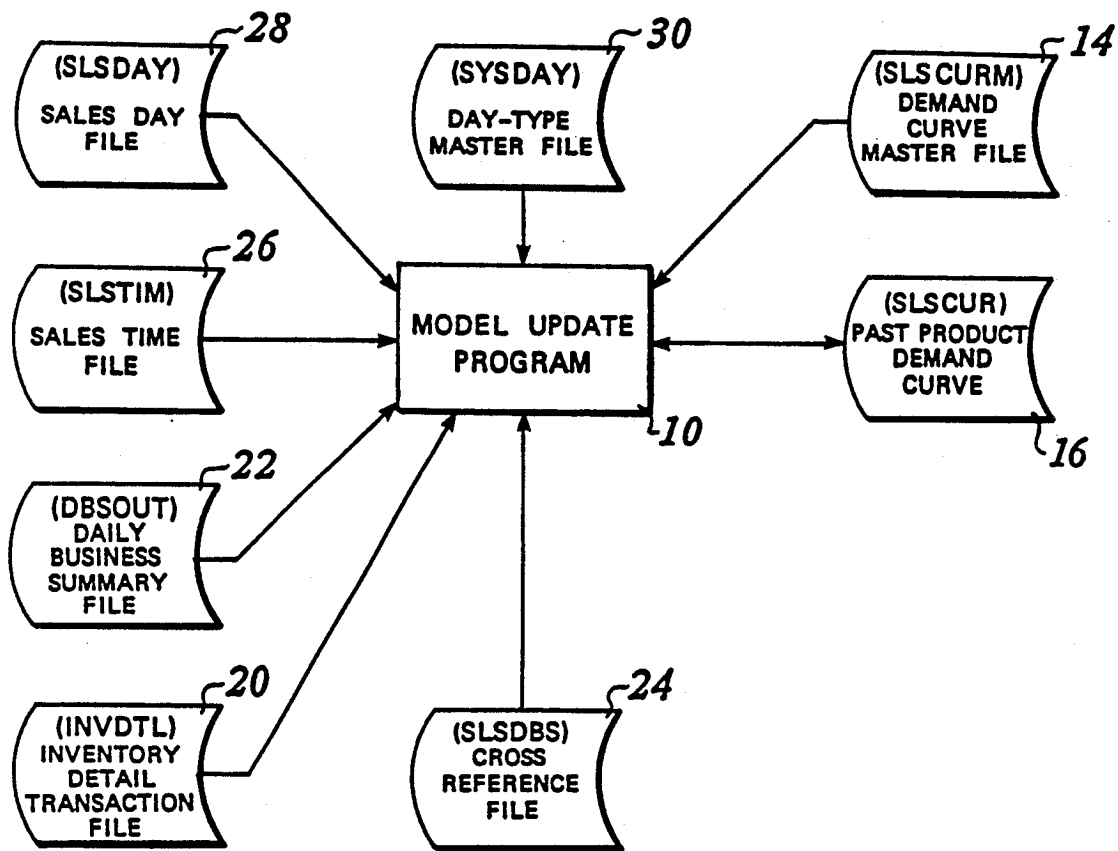 28
(SLSDAY)
SALES DAY
FILE
30
(SYSDAY)
DAY-TYPE
MASTER FILE
14
(SLSCURM)
DEMAND
CURVE
MASTER FILE
26
(SLSTIM)
SALES TIME
FILE
MODEL UPDATE
PROGRAM
10
(SLSCUR)
PAST PRODUCT
DEMAND
CURVE
16
22
(DBSOUT)
DAILY
BUSINESS
SUMMARY
FILE
20
(INVDTL)
INVENTORY
DETAIL
TRANSACTION
FILE
24
(SLSDBS)
CROSS
REFERENCE
FILE